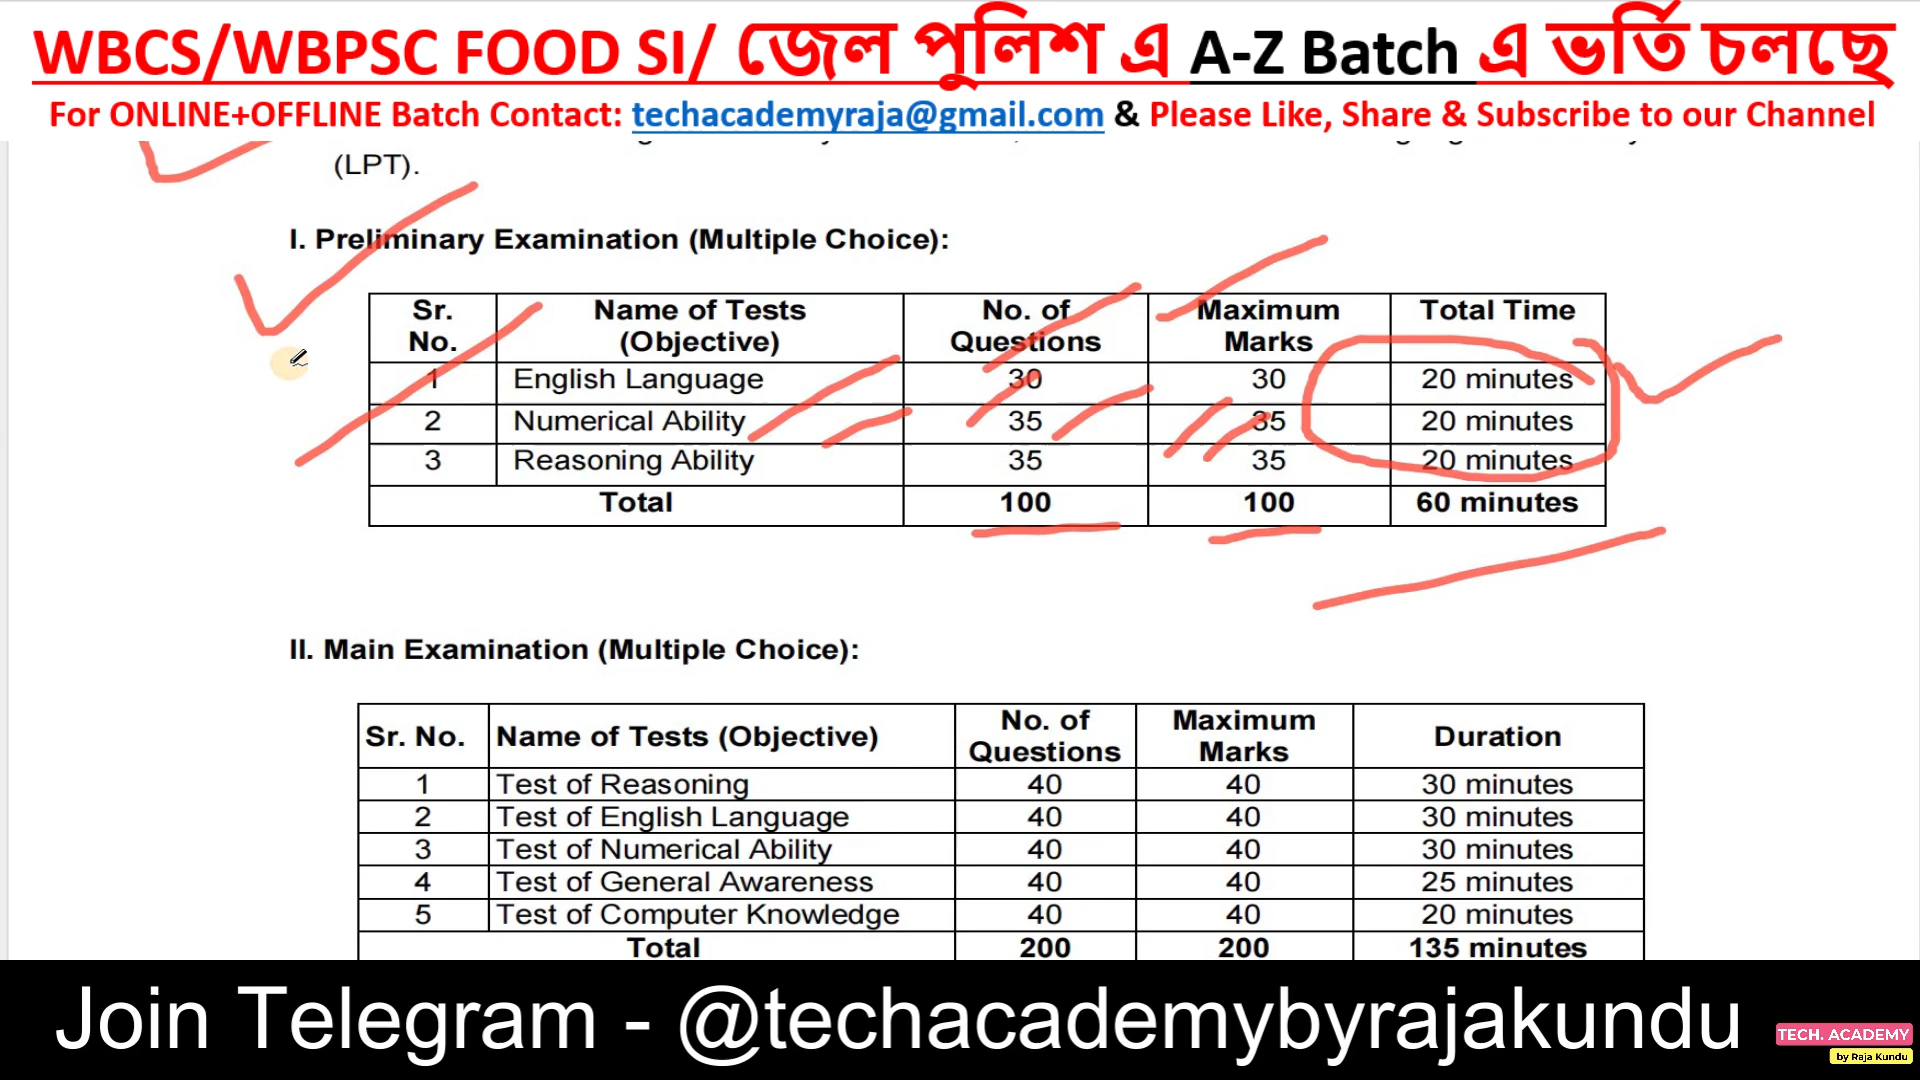 WBCS/WBPSC FOOD SI/ জেল পুলিশ এ A-Z Batch এ ভর্তি চলছে
For ONLINE+OFFLINE Batch Contact: techacademyraja@gmail.com & Please Like, Share & Subscribe to our Channel
(LPT).
I. Preliminary Examination (Multiple Choice):
Sr. No. Name of Tests (Objective) No. of Questions Maximum Marks Total Time
1 English Language 30 30 20 minutes
2 Numerical Ability 35 35 20 minutes
3 Reasoning Ability 35 35 20 minutes
Total 100 100 60 minutes
II. Main Examination (Multiple Choice):
Sr. No. Name of Tests (Objective) No. of Questions Maximum Marks Duration
1 Test of Reasoning 40 40 30 minutes
2 Test of English Language 40 40 30 minutes
3 Test of Numerical Ability 40 40 30 minutes
4 Test of General Awareness 40 40 25 minutes
5 Test of Computer Knowledge 40 40 20 minutes
Total 200 200 135 minutes
Join Telegram - @techacademybyrajakundu
TECH. ACADEMY
by Raja Kundu